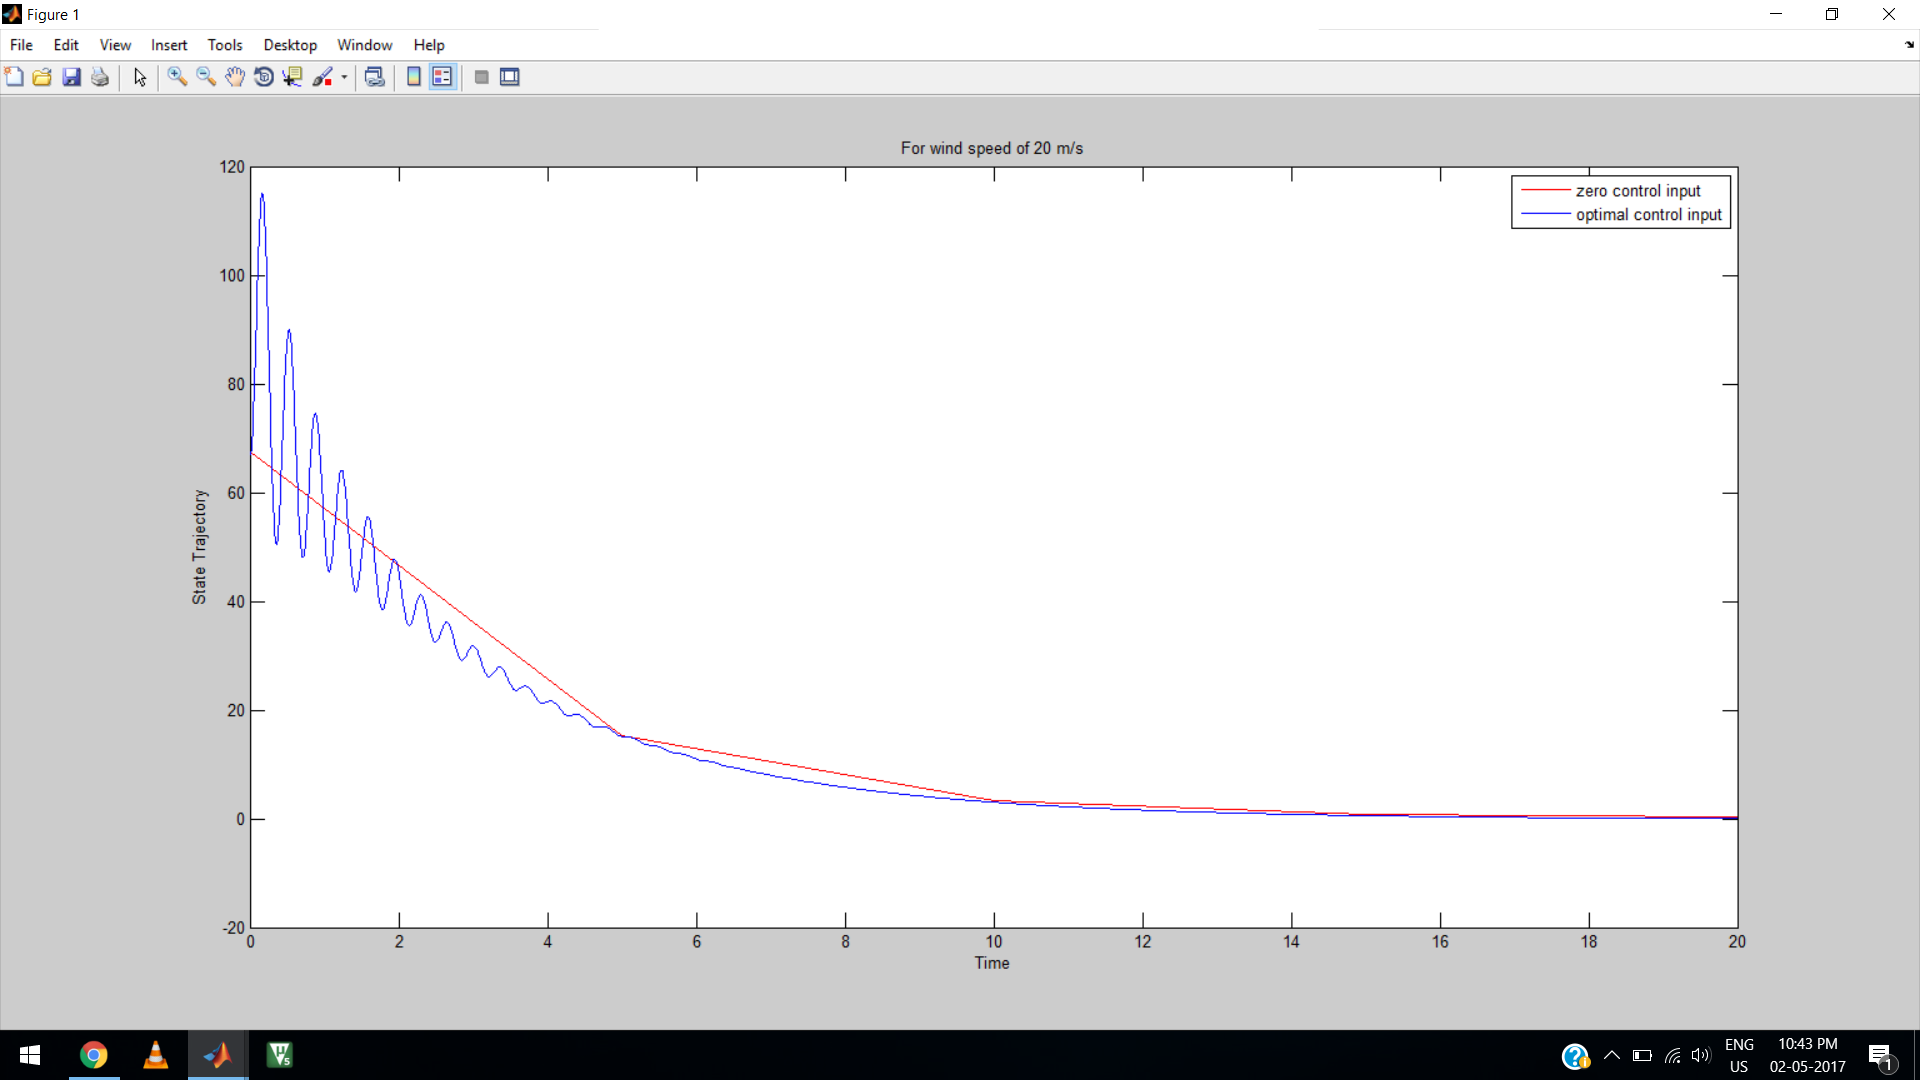 Figure 1
File Edit View Insert Tools Desktop Window Help
For wind speed of 20 m/s
120
100
80
60
40
20
0
-20
State Trajectory
zero control input
optimal control input
0 2 4 6 8 10 12 14 16 18 20
Time
ENG
US
10:43 PM
02-05-2017
1